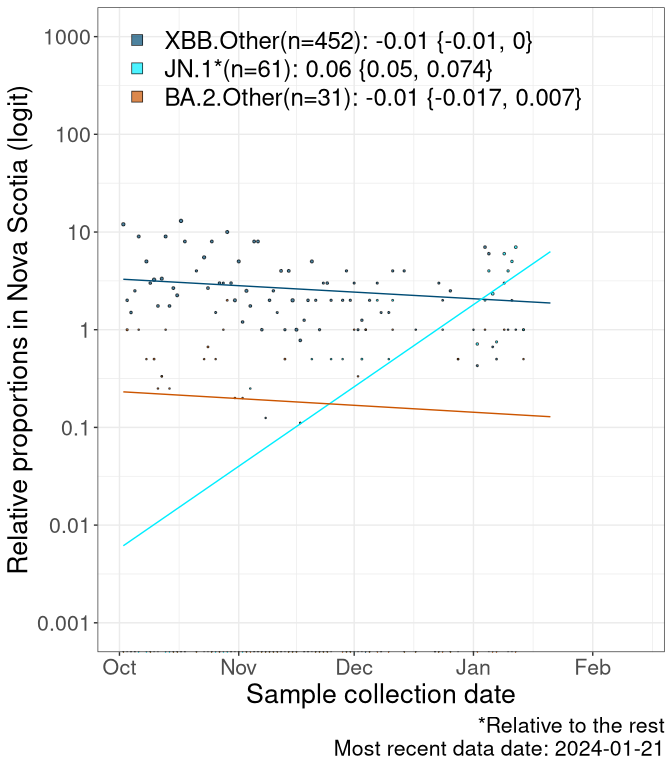 XBB.Other(n=452): -0.01 {-0.01, 0}
JN.1*(n=61): 0.06 {0.05, 0.074}
BA.2.Other(n=31): -0.01 {-0.017, 0.007}
Relative proportions in Nova Scotia (logit)
1000
100
10
1
0.1
0.01
0.001
Oct Nov Dec Jan Feb
Sample collection date
*Relative to the rest
Most recent data date: 2024-01-21